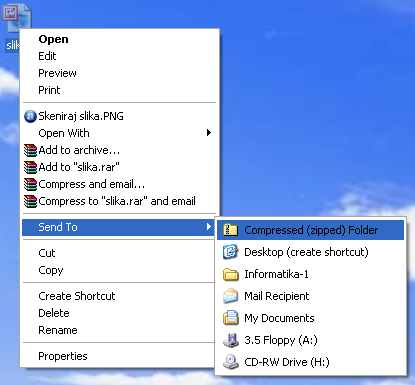 Open
Edit
Preview
Print
Skeniraj slika.PNG
Open With
Add to archive...
Add to "slika.rar"
Compress and email...
Compress to "slika.rar" and email
Send To
Cut
Copy
Create Shortcut
Delete
Rename
Properties
Compressed (zipped) Folder
Desktop (create shortcut)
Informatika-1
Mail Recipient
My Documents
3.5 Floppy (A:)
CD-RW Drive (H:)